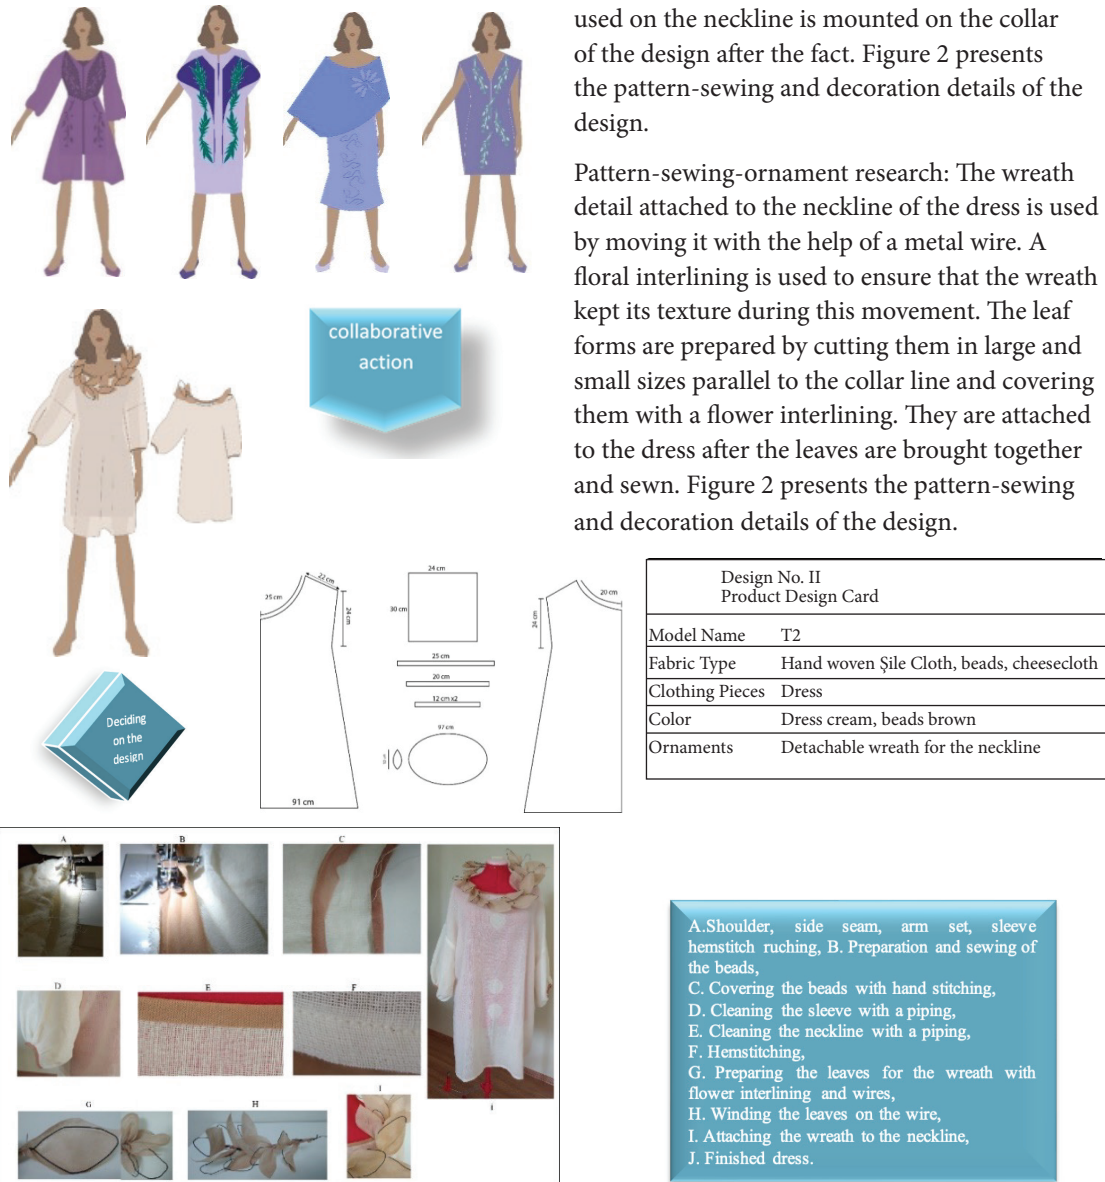 used on the neckline is mounted on the collar
of the design after the fact. Figure 2 presents
the pattern-sewing and decoration details of the
design.
Pattern-sewing-ornament research: The wreath
detail attached to the neckline of the dress is used
by moving it with the help of a metal wire. A
floral interlining is used to ensure that the wreath
kept its texture during this movement. The leaf
forms are prepared by cutting them in large and
small sizes parallel to the collar line and covering
them with a flower interlining. They are attached
to the dress after the leaves are brought together
and sewn. Figure 2 presents the pattern-sewing
and decoration details of the design.
collaborative
action
Deciding
on the
design
22 cm
25 cm
24 cm
91 cm
24 cm
30 cm
25 cm
20 cm
12 cm x2
97 cm
20 cm
24 cm
Design No. II
Product Design Card
Model Name T2
Fabric Type Hand woven Şile Cloth, beads, cheesecloth
Clothing Pieces Dress
Color Dress cream, beads brown
Ornaments Detachable wreath for the neckline
A
B
C
D
E
F
G
H
I
A.Shoulder, side seam, arm set, sleeve
hemstitch ruching, B. Preparation and sewing of
the beads,
C. Covering the beads with hand stitching,
D. Cleaning the sleeve with a piping,
E. Cleaning the neckline with a piping,
F. Hemstitching,
G. Preparing the leaves for the wreath with
flower interlining and wires,
H. Winding the leaves on the wire,
I. Attaching the wreath to the neckline,
J. Finished dress.